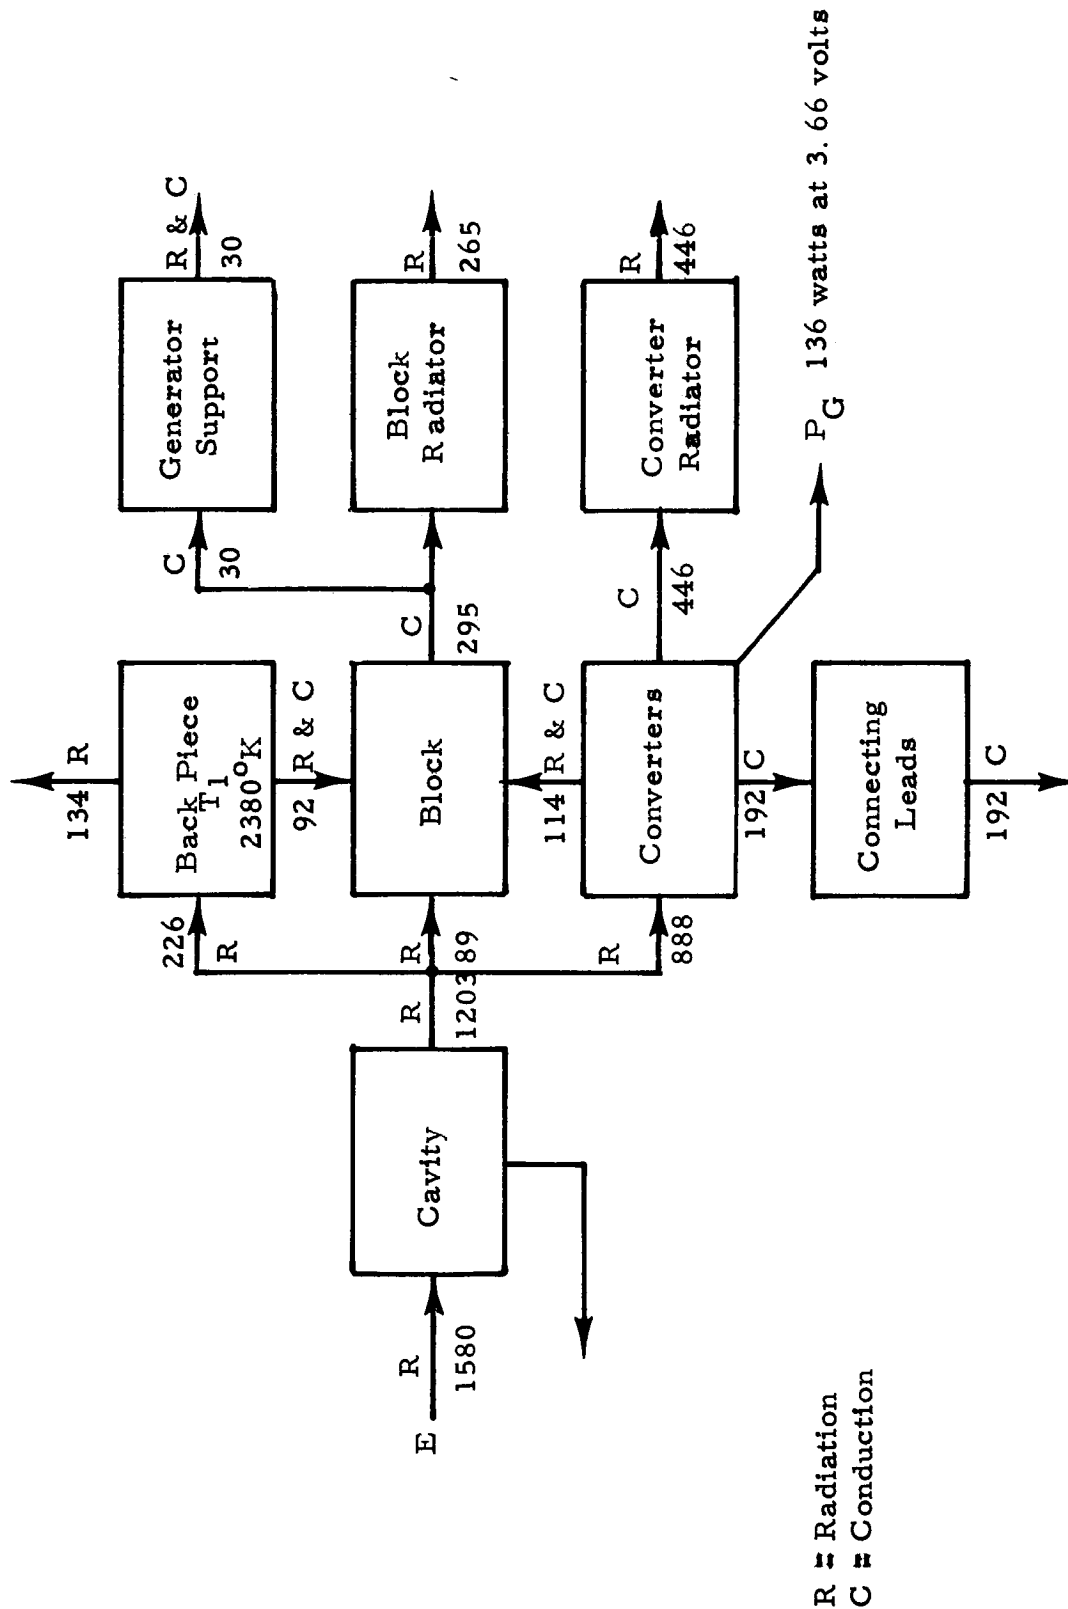 E
R
1580
Cavity
R
1203
226
R
R
89
R
888
134
R
Back Piece
T1
2380°K
92
R & C
Block
114
R & C
Converters
192
C
Connecting
Leads
192
C
C
30
C
295
C
446
Generator
Support
R & C
30
Block
Radiator
R
265
Converter
Radiator
R
446
PG 136 watts at 3.66 volts
R = Radiation
C = Conduction